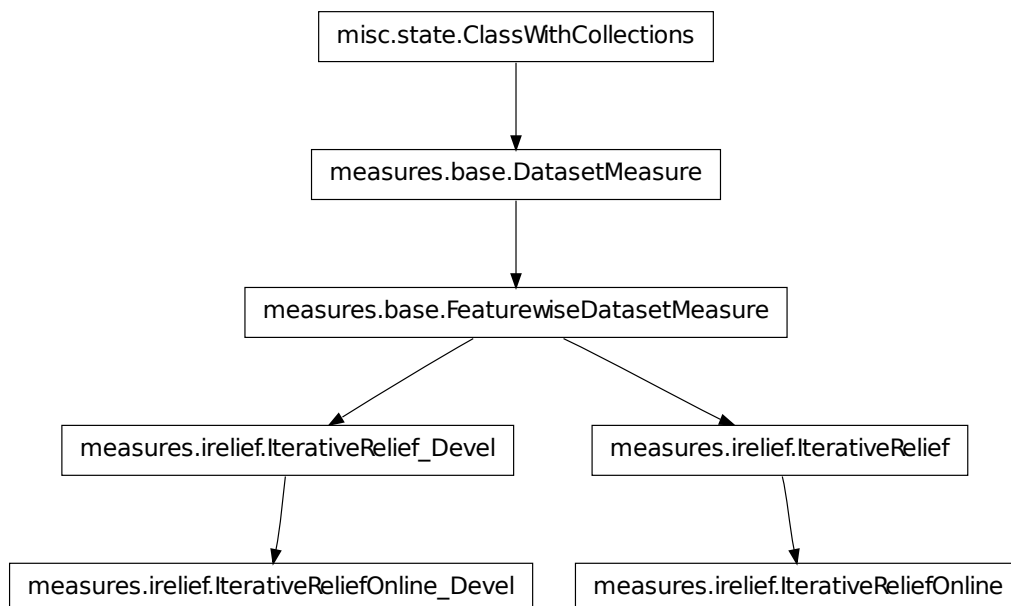 misc.state.ClassWithCollections
measures.base.DatasetMeasure
measures.base.FeaturewiseDatasetMeasure
measures.irelief.IterativeRelief_Devel
measures.irelief.IterativeRelief
measures.irelief.IterativeReliefOnline_Devel
measures.irelief.IterativeReliefOnline